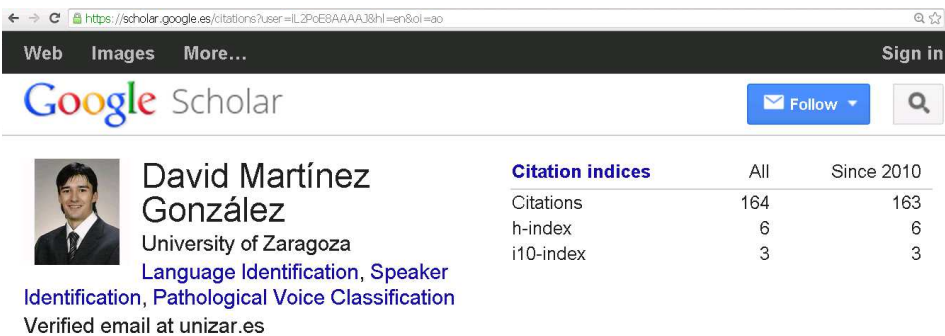 https://scholar.google.es/citations?user=IL2PoE8AAAAJ&hl=en&oi=ao
Web Images More... Sign in
Google Scholar Follow
David Martínez
González
University of Zaragoza
Language Identification, Speaker
Identification, Pathological Voice Classification
Verified email at unizar.es
Citation indices All Since 2010
Citations 164 163
h-index 6 6
i10-index 3 3